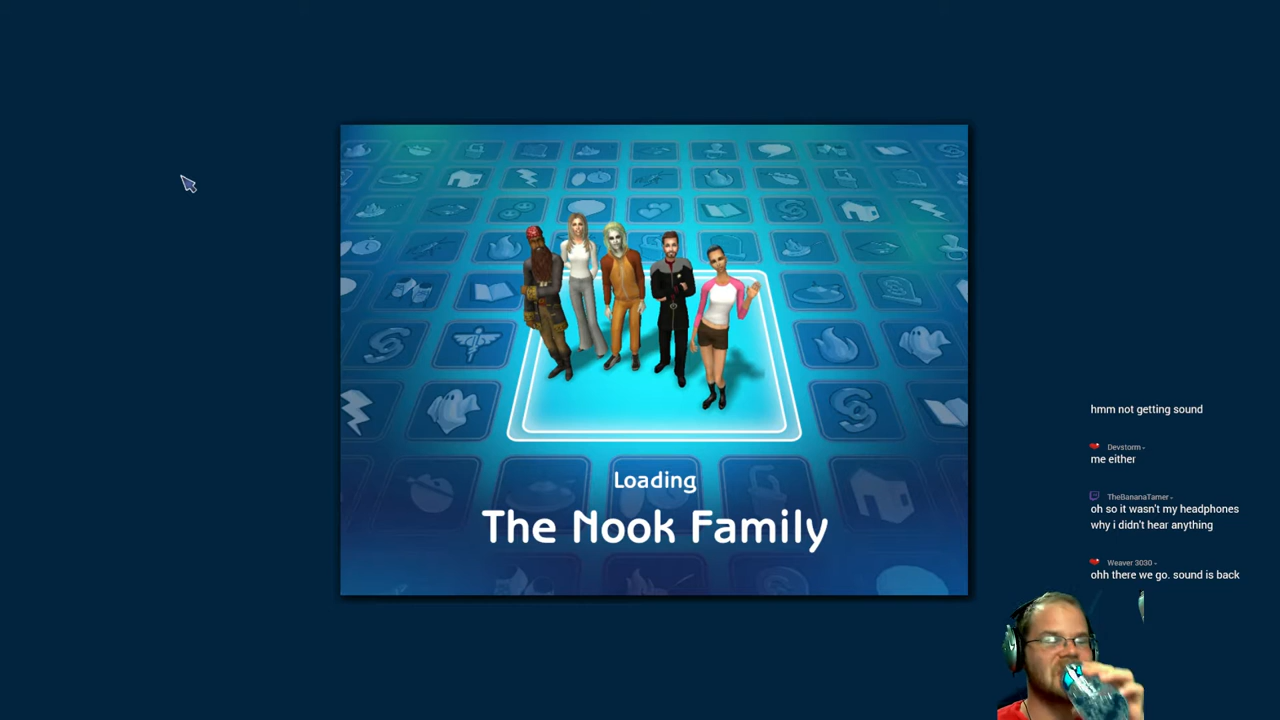 Loading
The Nook Family
hmm not getting sound
Devstorm -
me either
TheBananaTamer -
oh so it wasn't my headphones
why i didn't hear anything
Weaver 3030 -
ohh there we go. sound is back